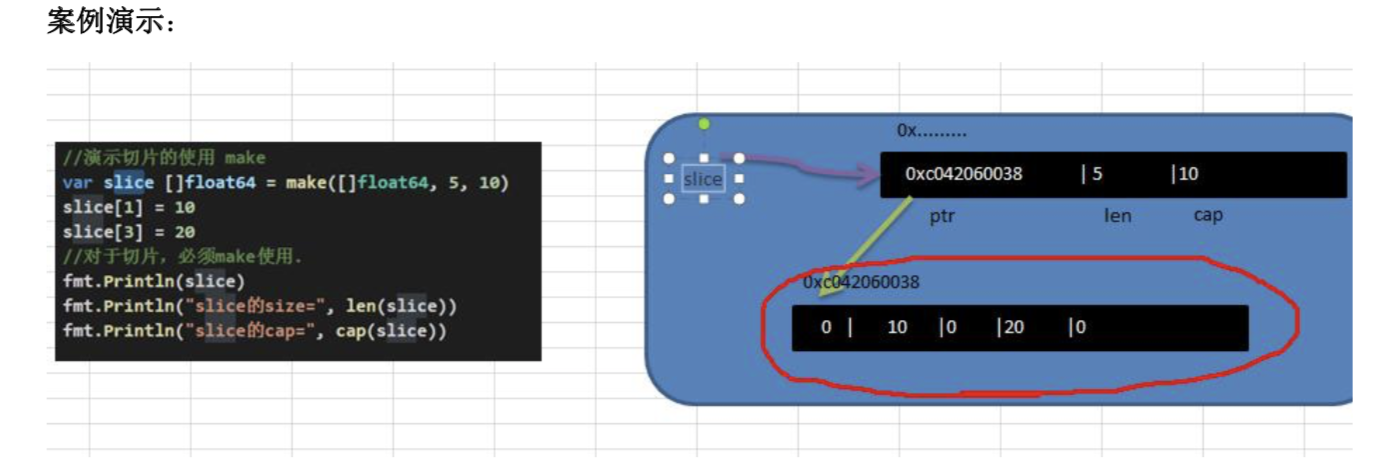 案例演示：
//演示切片的使用 make
var slice []float64 = make([]float64, 5, 10)
slice[1] = 10
slice[3] = 20
//对于切片，必须make使用.
fmt.Println(slice)
fmt.Println("slice的size=", len(slice))
fmt.Println("slice的cap=", cap(slice))
0x.........
slice
0xc042060038 |5 |10
ptr len cap
0xc042060038
0 | 10 |0 |20 |0